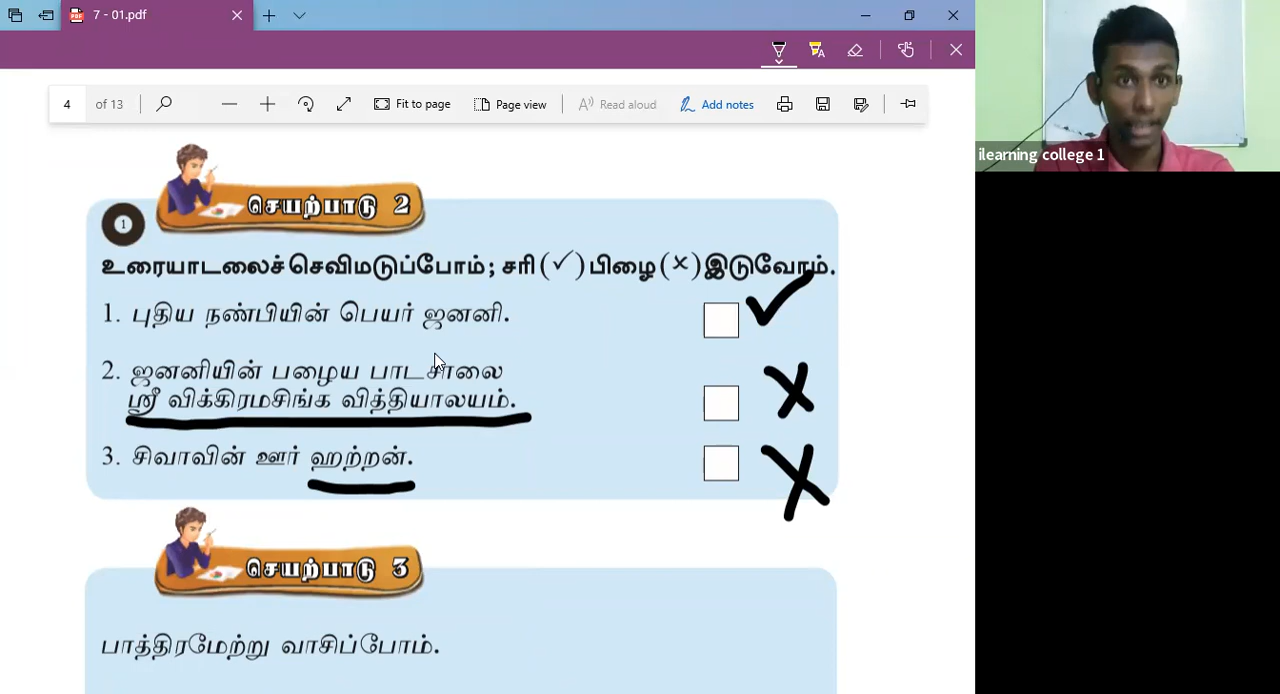 7 - 01.pdf
4 of 13 Fit to page Page view Read aloud Add notes
ilearning college 1
செயற்பாடு 2
1
உரையாடலைச் செவிமடுப்போம்; சரி (✓) பிழை (×) இடுவோம்.
1. புதிய நண்பியின் பெயர் ஜனனி.
2. ஜனனியின் பழைய பாடசாலை
ஸ்ரீ விக்கிரமசிங்க வித்தியாலயம்.
3. சிவாவின் ஊர் ஹற்றன்.
செயற்பாடு 3
பாத்திரமேற்று வாசிப்போம்.